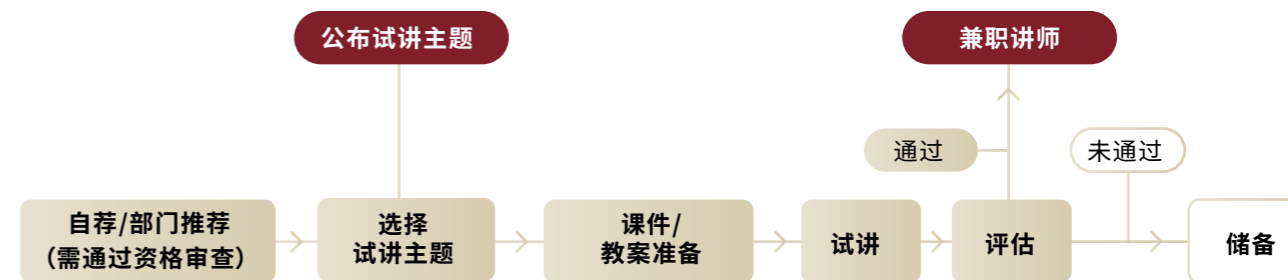 公布试讲主题
兼职讲师
通过
未通过
自荐/部门推荐
（需通过资格审查）
选择
试讲主题
课件/
教案准备
试讲
评估
储备